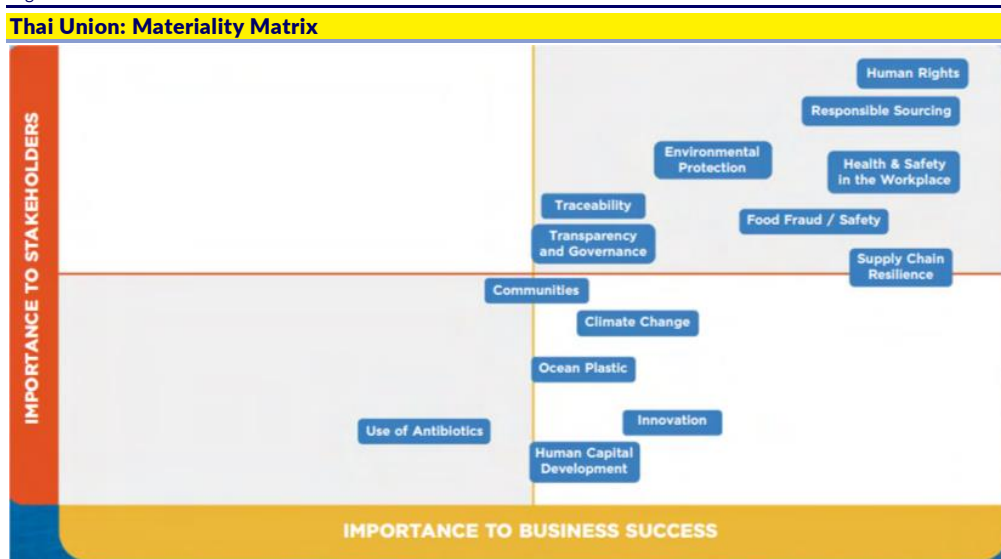 Thai Union: Materiality Matrix
Human Rights
Responsible Sourcing
Environmental
Protection
Health & Safety
in the Workplace
Traceability
Food Fraud / Safety
Transparency
and Governance
Supply Chain
Resilience
Communities
Climate Change
Ocean Plastic
Innovation
Use of Antibiotics
Human Capital
Development
IMPORTANCE TO STAKEHOLDERS
IMPORTANCE TO BUSINESS SUCCESS